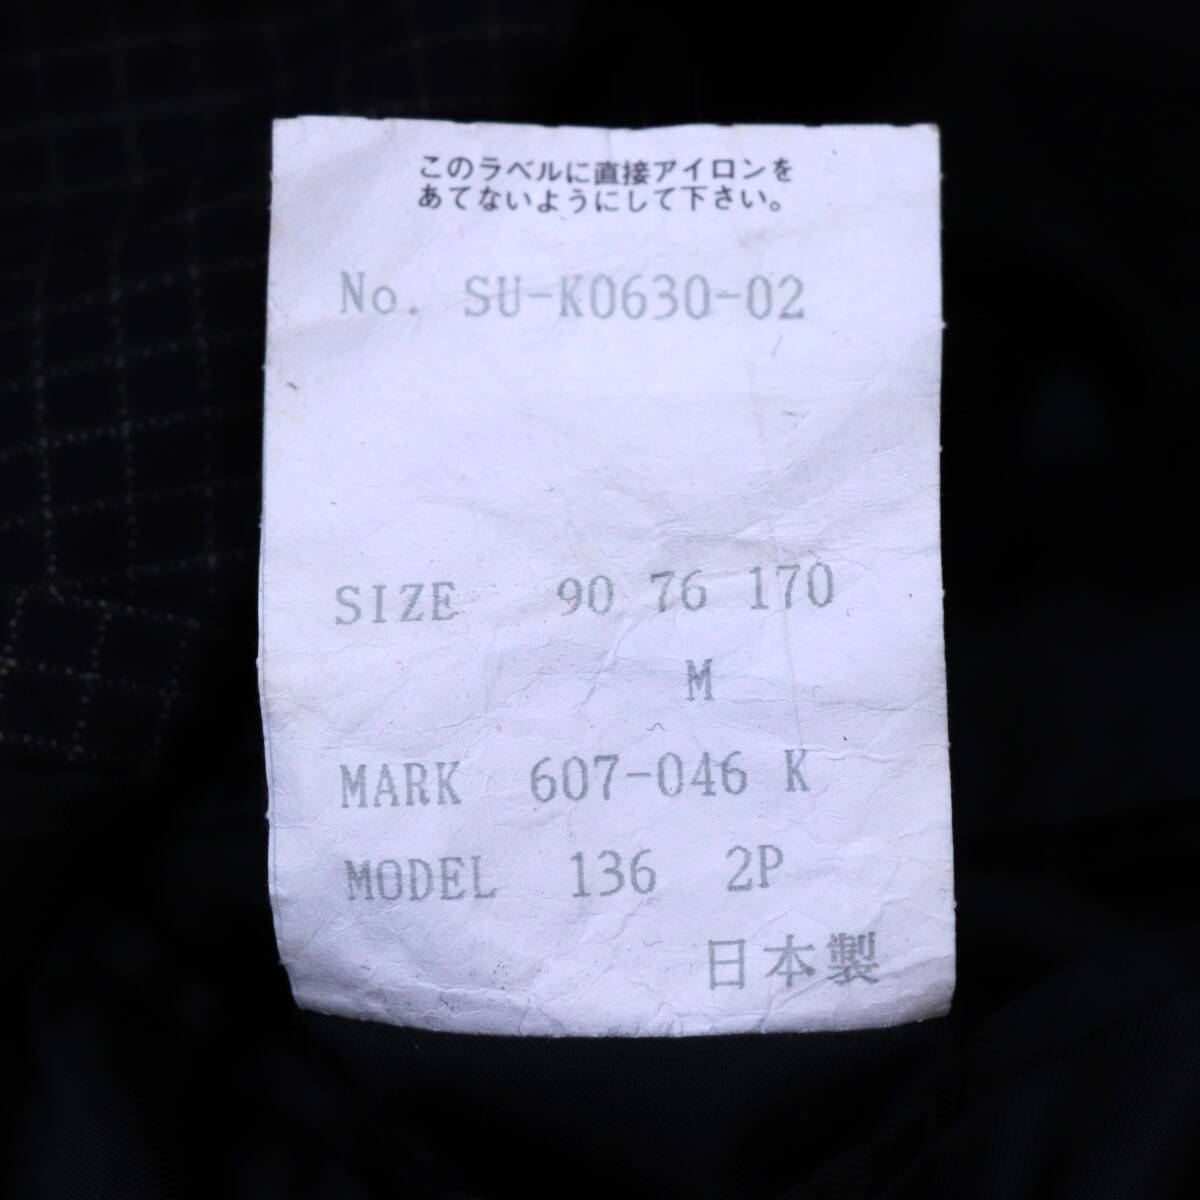 このラベルに直接アイロンを
あてないようにして下さい。
No. SU-K0630-02
SIZE 90 76 170
M
MARK 607-046 K
MODEL 136 2P
日本製